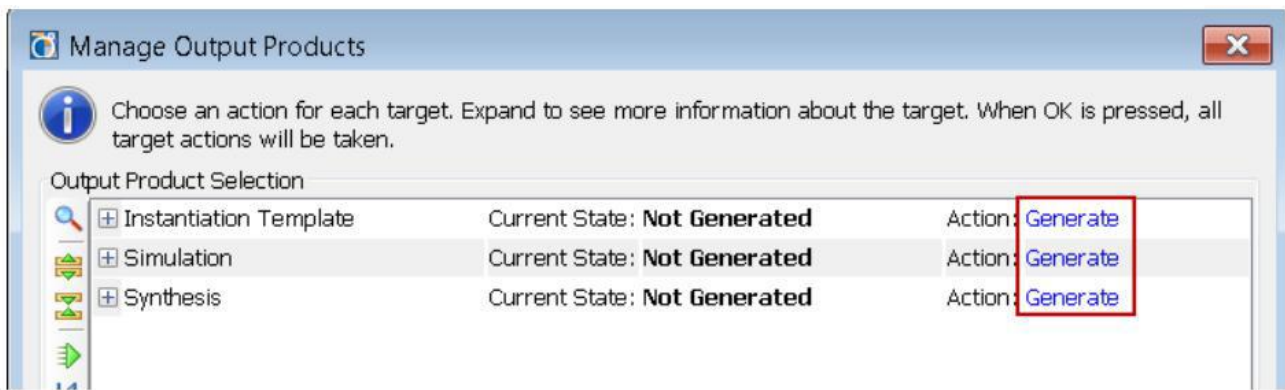 Manage Output Products
Choose an action for each target. Expand to see more information about the target. When OK is pressed, all
target actions will be taken.
Output Product Selection
Instantiation Template Current State: Not Generated Action: Generate
Simulation Current State: Not Generated Action: Generate
Synthesis Current State: Not Generated Action: Generate